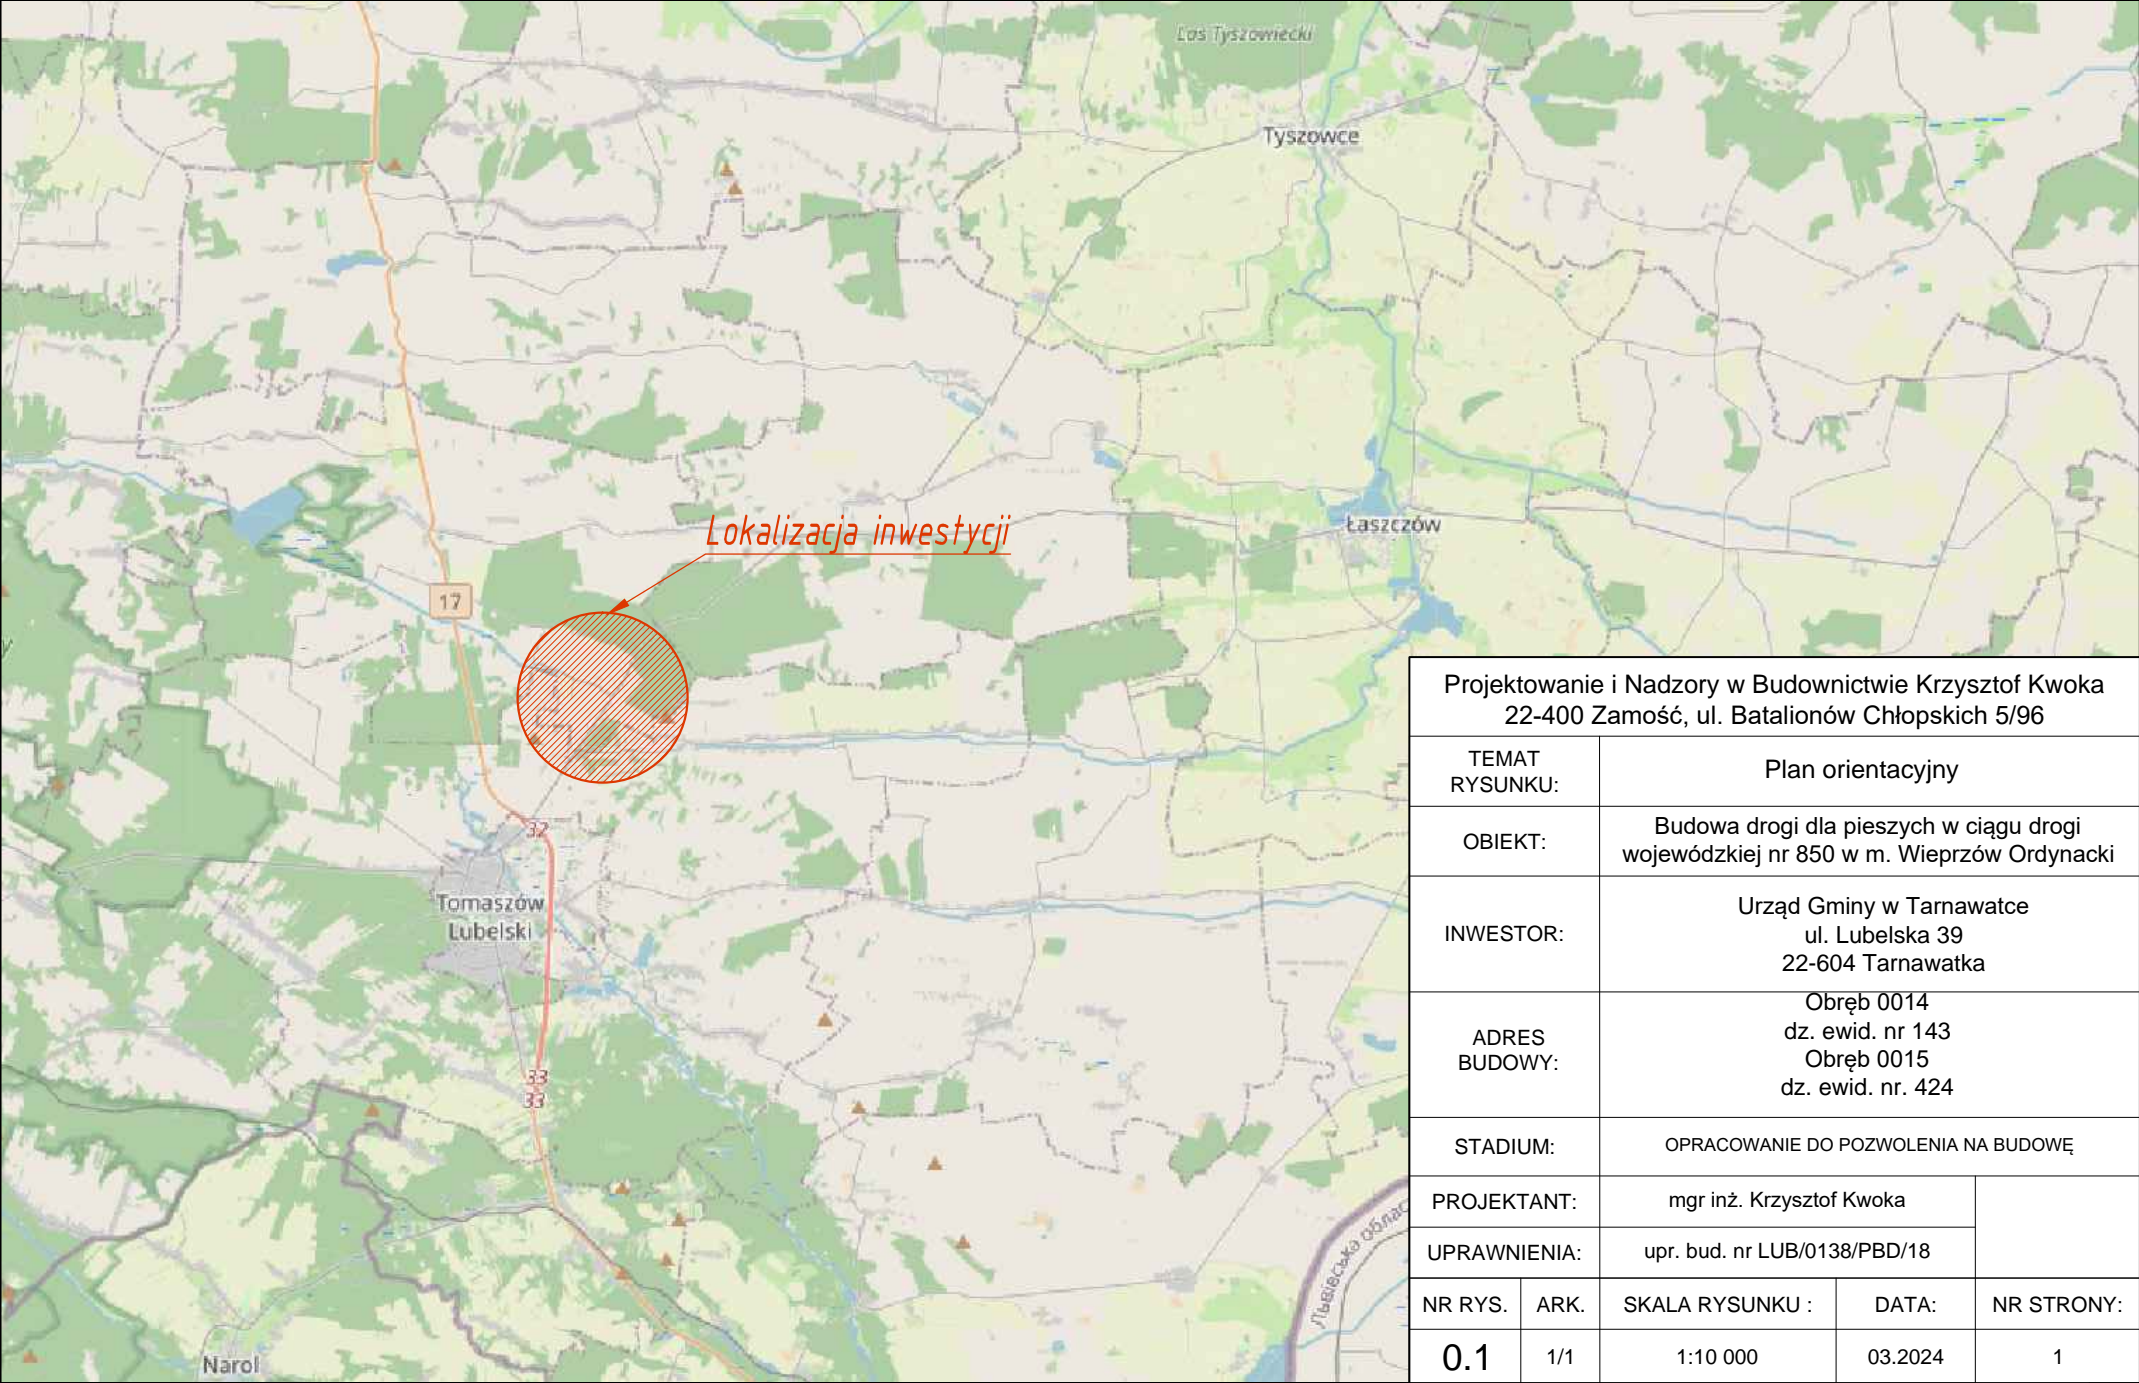 Las Tyszowiecki
Tyszowce
Lokalizacja inwestycji
Łaszczów
17
32
Tomaszów
Lubelski
33
33
Львівська облас
Narol
Projektowanie i Nadzory w Budownictwie Krzysztof Kwoka
22-400 Zamość, ul. Batalionów Chłopskich 5/96
TEMAT
RYSUNKU:
Plan orientacyjny
OBIEKT:
Budowa drogi dla pieszych w ciągu drogi
wojewódzkiej nr 850 w m. Wieprzów Ordynacki
INWESTOR:
Urząd Gminy w Tarnawatce
ul. Lubelska 39
22-604 Tarnawatka
ADRES
BUDOWY:
Obręb 0014
dz. ewid. nr 143
Obręb 0015
dz. ewid. nr. 424
STADIUM:
OPRACOWANIE DO POZWOLENIA NA BUDOWĘ
PROJEKTANT:
mgr inż. Krzysztof Kwoka
UPRAWNIENIA:
upr. bud. nr LUB/0138/PBD/18
NR RYS. ARK. SKALA RYSUNKU : DATA: NR STRONY:
0.1 1/1 1:10 000 03.2024 1